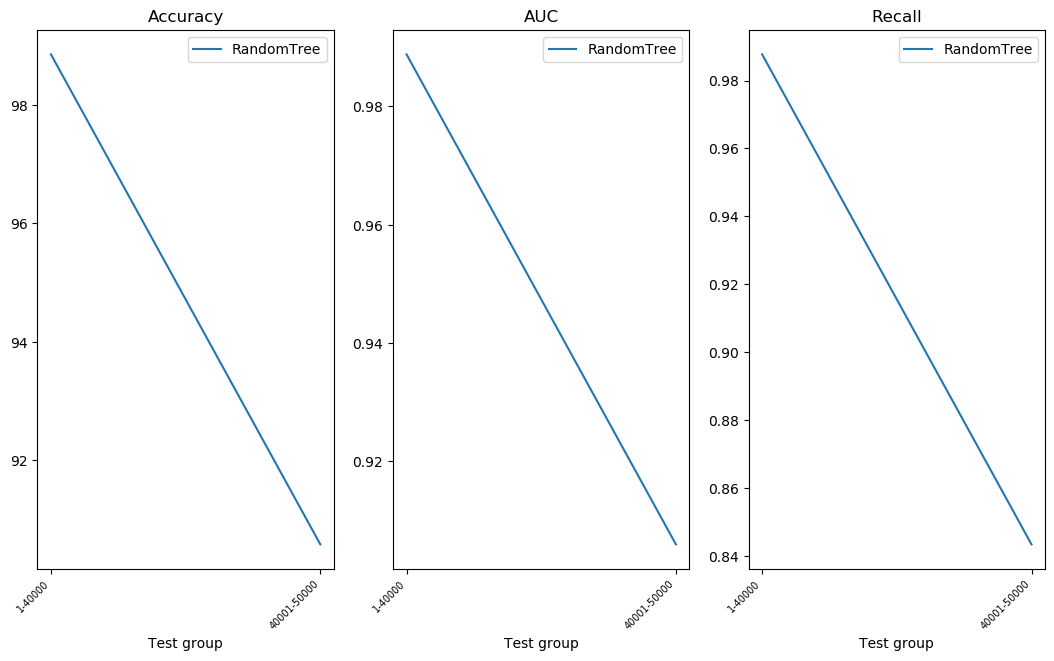 Accuracy
RandomTree
98
96
94
92
1-40000
40001-50000
Test group
AUC
RandomTree
0.98
0.96
0.94
0.92
1-40000
40001-50000
Test group
Recall
RandomTree
0.98
0.96
0.94
0.92
0.90
0.88
0.86
0.84
1-40000
40001-50000
Test group